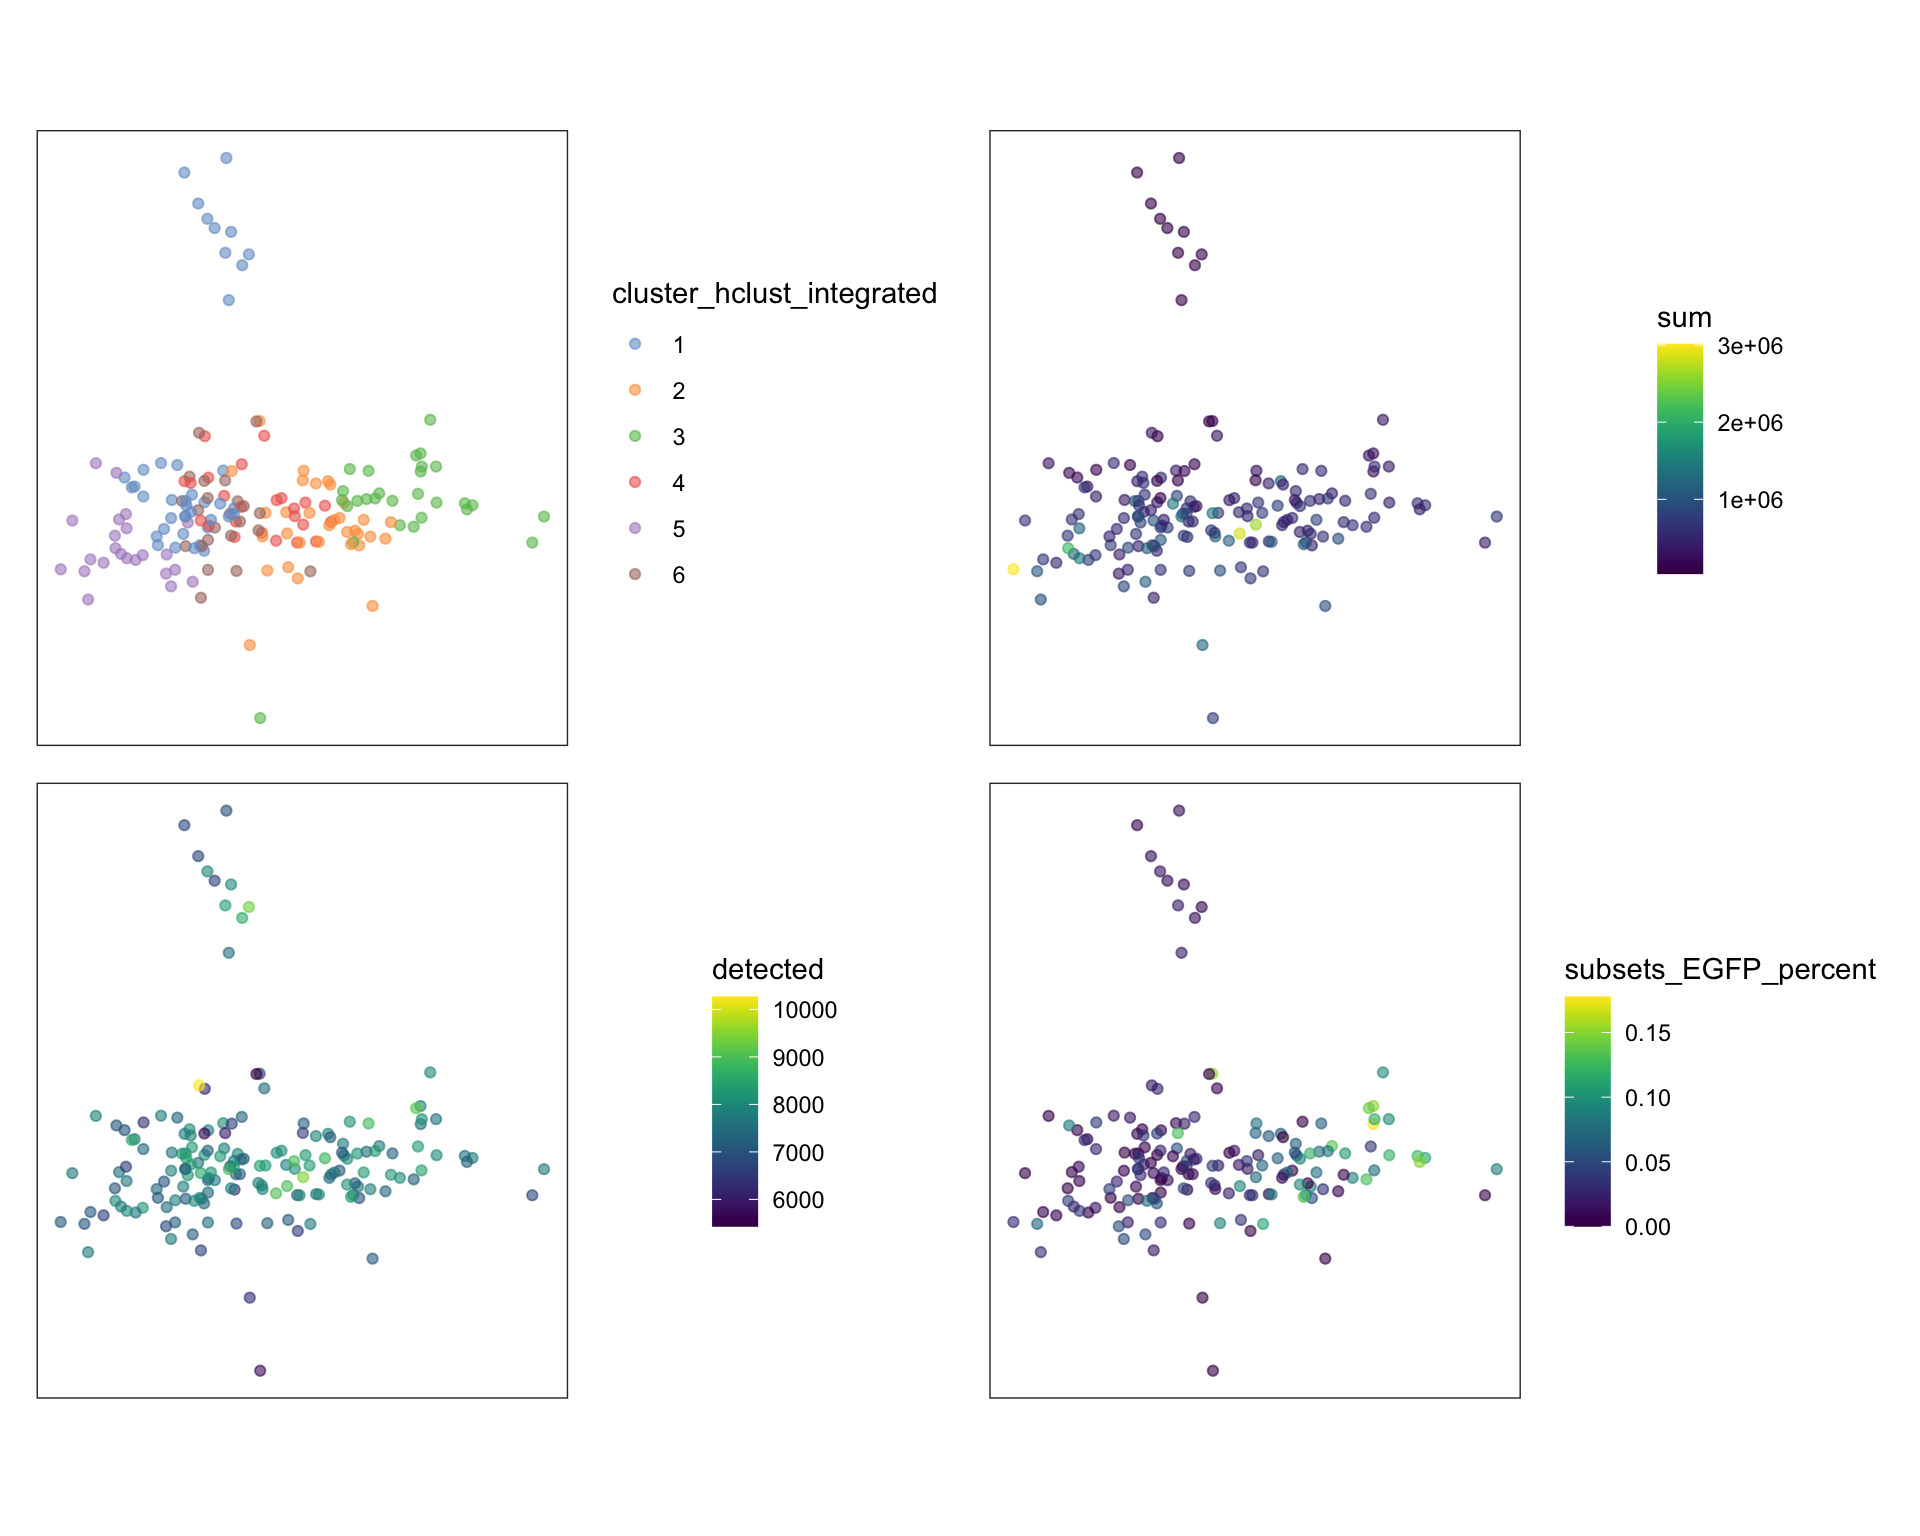 cluster_hclust_integrated
1
2
3
4
5
6
sum
3e+06
2e+06
1e+06
detected
10000
9000
8000
7000
6000
subsets_EGFP_percent
0.15
0.10
0.05
0.00